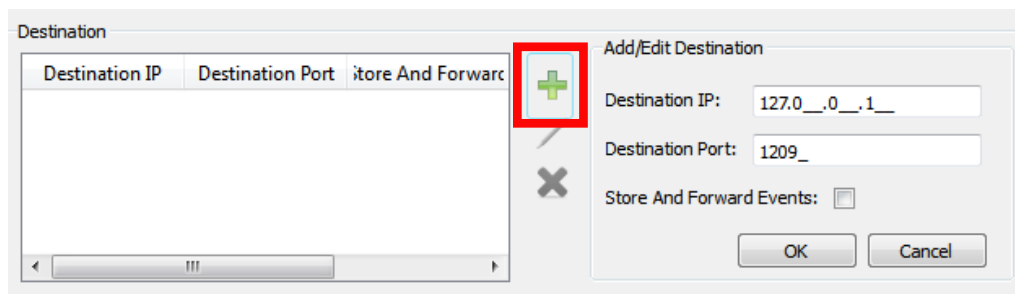 Destination
Destination IP Destination Port Store And Forward
Add/Edit Destination
Destination IP: 127.0__.0__.1__
Destination Port: 1209_
Store And Forward Events:
OK Cancel